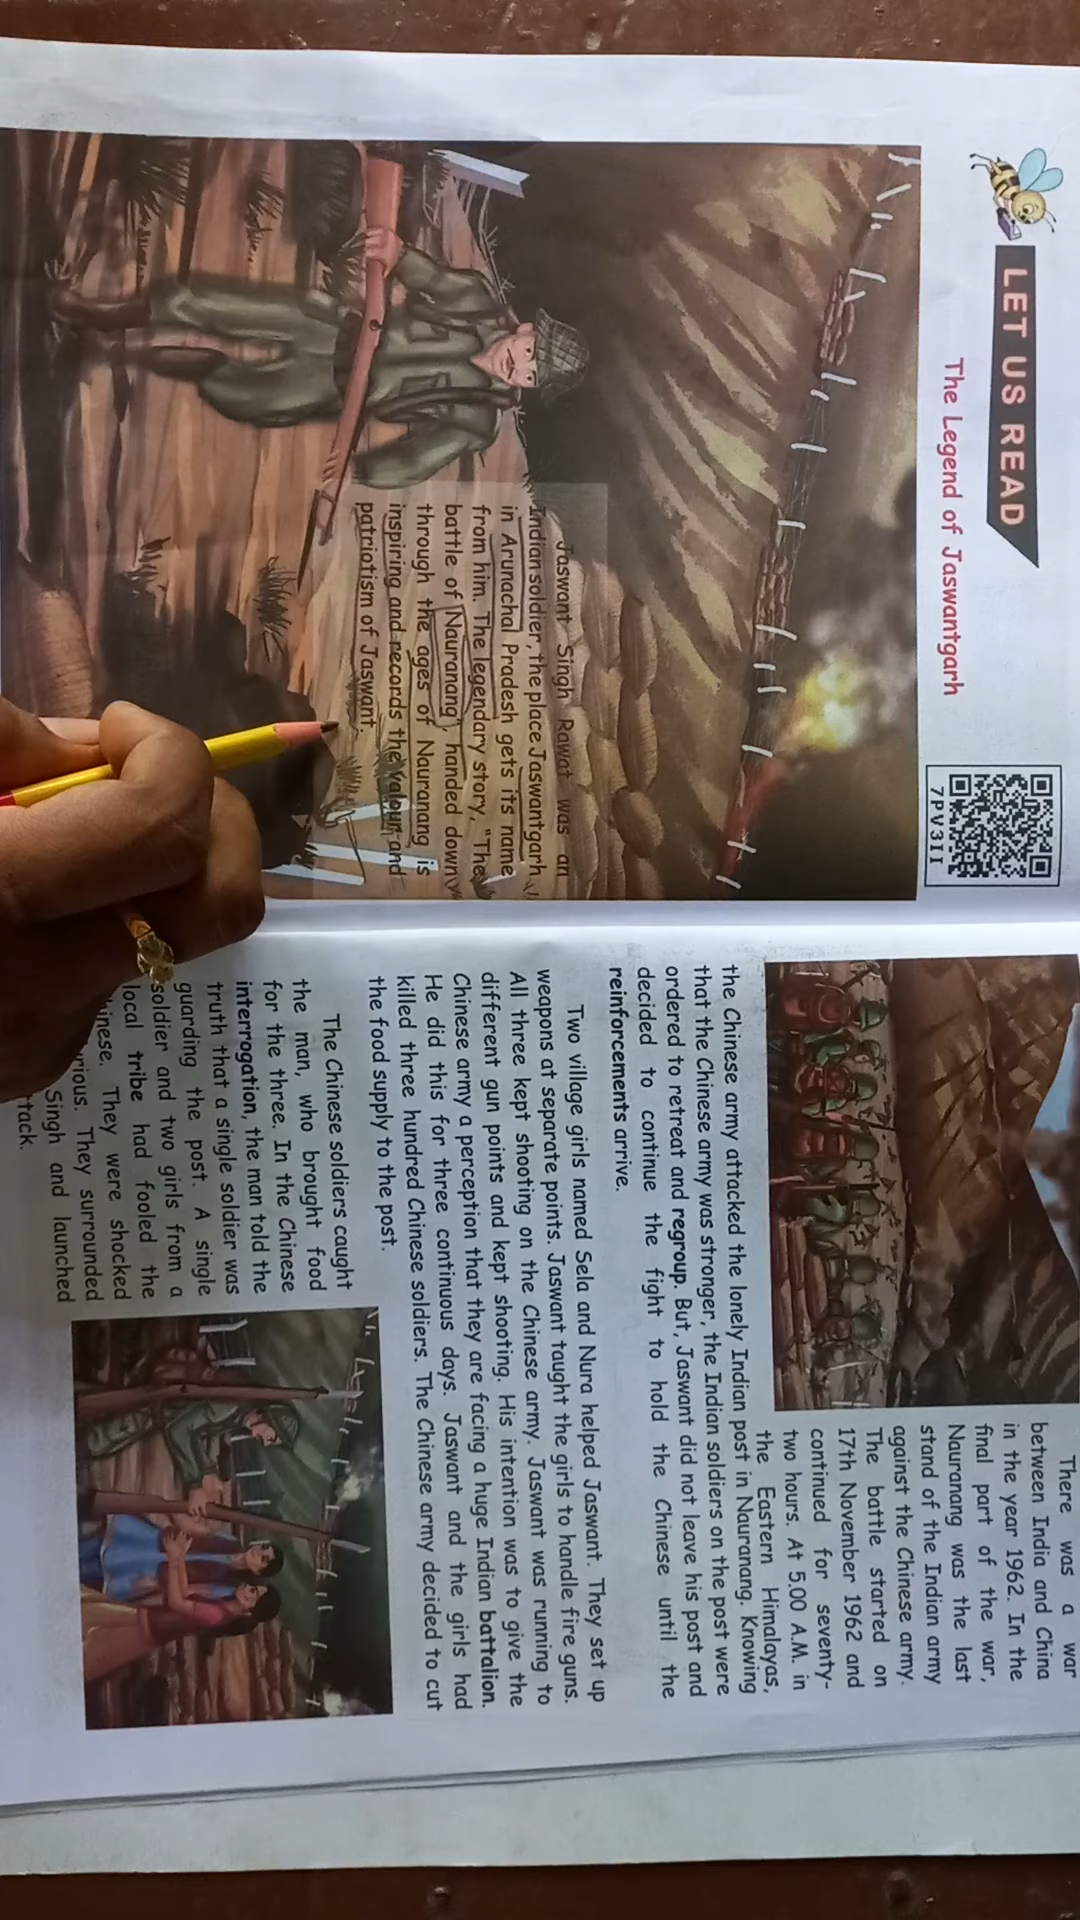 LET US READ
The Legend of Jaswantgarh
7PV3II
Jaswant Singh Rawat was an
Indian soldier, the place Jaswantgarh
in Arunachal Pradesh gets its name
from him. The legendary story, "The
battle of Nauranang", handed down
through the ages of Nauranang is
inspiring and records the valour and
patriotism of Jaswant.
There was a war
between India and China
in the year 1962. In the
final part of the war,
Nauranang was the last
stand of the Indian army
against the Chinese army.
The battle started on
17th November 1962 and
continued for seventy-
two hours. At 5.00 A.M. in
the Eastern Himalayas,
the Chinese army attacked the lonely Indian post in Nauranang. Knowing
that the Chinese army was stronger, the Indian soldiers on the post were
ordered to retreat and regroup. But, Jaswant did not leave his post and
decided to continue the fight to hold the Chinese until the
reinforcements arrive.
Two village girls named Sela and Nura helped Jaswant. They set up
weapons at separate points. Jaswant taught the girls to handle fire guns.
All three kept shooting on the Chinese army. Jaswant was running to
different gun points and kept shooting. His intention was to give the
Chinese army a perception that they are facing a huge Indian battalion.
He did this for three continuous days. Jaswant and the girls had
killed three hundred Chinese soldiers. The Chinese army decided to cut
the food supply to the post.
The Chinese soldiers caught
the man, who brought food
for the three. In the Chinese
interrogation, the man told the
truth that a single soldier was
guarding the post. A single
soldier and two girls from a
local tribe had fooled the
They were shocked
They surrounded
Singh and launched